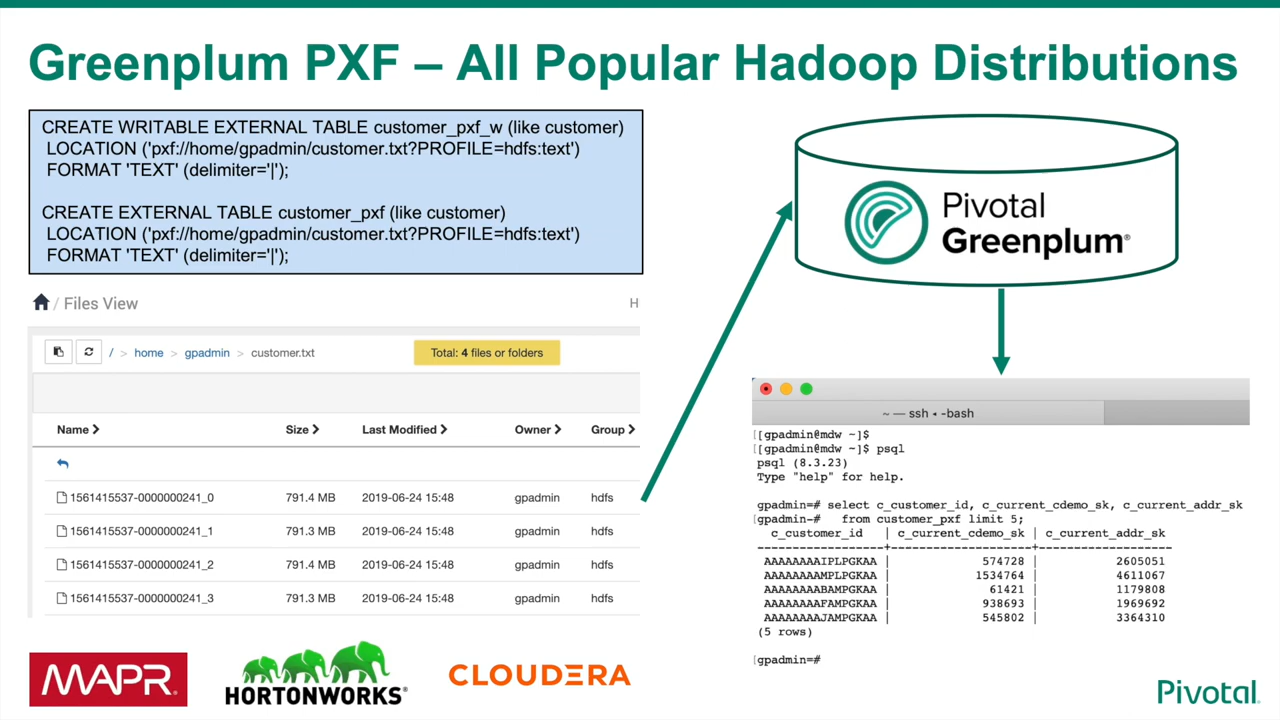 Greenplum PXF – All Popular Hadoop Distributions
CREATE WRITABLE EXTERNAL TABLE customer_pxf_w (like customer)
LOCATION ('pxf://home/gpadmin/customer.txt?PROFILE=hdfs:text')
FORMAT 'TEXT' (delimiter='|');
CREATE EXTERNAL TABLE customer_pxf (like customer)
LOCATION ('pxf://home/gpadmin/customer.txt?PROFILE=hdfs:text')
FORMAT 'TEXT' (delimiter='|');
/ Files View H
/ > home > gpadmin > customer.txt Total: 4 files or folders
Name > Size > Last Modified > Owner > Group >
1561415537-0000000241_0 791.4 MB 2019-06-24 15:48 gpadmin hdfs
1561415537-0000000241_1 791.3 MB 2019-06-24 15:48 gpadmin hdfs
1561415537-0000000241_2 791.4 MB 2019-06-24 15:48 gpadmin hdfs
1561415537-0000000241_3 791.3 MB 2019-06-24 15:48 gpadmin hdfs
MAPR®
HORTONWORKS®
CLOUDERA
Pivotal
Greenplum®
~ — ssh ◂ -bash
[[gpadmin@mdw ~]$
[[gpadmin@mdw ~]$ psql
psql (8.3.23)
Type "help" for help.
gpadmin=# select c_customer_id, c_current_cdemo_sk, c_current_addr_sk
[gpadmin-# from customer_pxf limit 5;
c_customer_id | c_current_cdemo_sk | c_current_addr_sk
------------------+--------------------+-------------------
AAAAAAAAIPLPGKAA | 574728 | 2605051
AAAAAAAAMPLPGKAA | 1534764 | 4611067
AAAAAAAABAMPGKAA | 61421 | 1179808
AAAAAAAAFAMPGKAA | 938693 | 1969692
AAAAAAAAJAMPGKAA | 545802 | 3364310
(5 rows)
[gpadmin=#
Pivotal